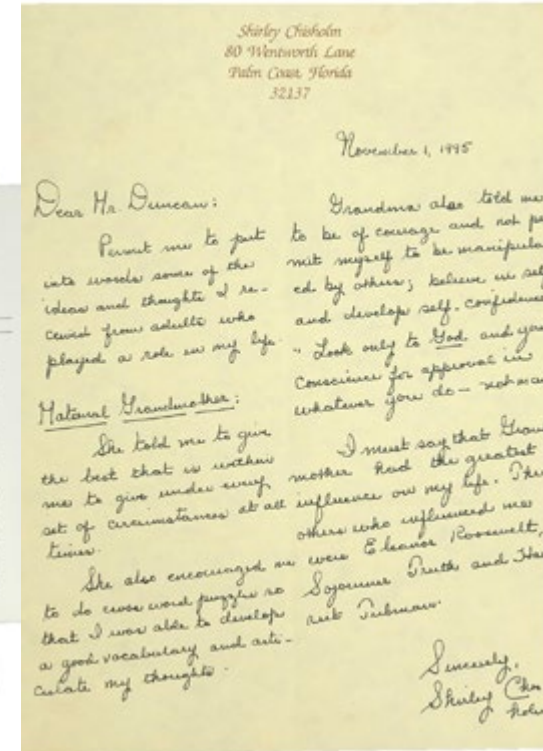 Shirley Chisholm
80 Wentworth Lane
Palm Coast, Florida
32137
November 1, 1995
Dear Mr. Duncan:
Permit me to put
into words some of the
ideas and thoughts I re-
ceived from adults who
played a role in my life.
Maternal Grandmother:
She told me to give
the best that is within
me to give under every
set of circumstances at all
times.
She also encouraged me
to do cross word puzzles so
that I was able to develop
a good vocabulary and arti-
culate my thoughts.
Grandma also told me
to be of courage and not per
mit myself to be manipula
ed by others; believe in self
and develop self-confidence
" Look only to God and you
conscience for approval in
whatever you do — not man
I must say that Grand
mother had the greatest
influence on my life. Three
others who influenced me
were Eleanor Roosevelt,
Sojourner Truth and Har
riet Tubman.
Sincerely,
Shirley Chis
holm